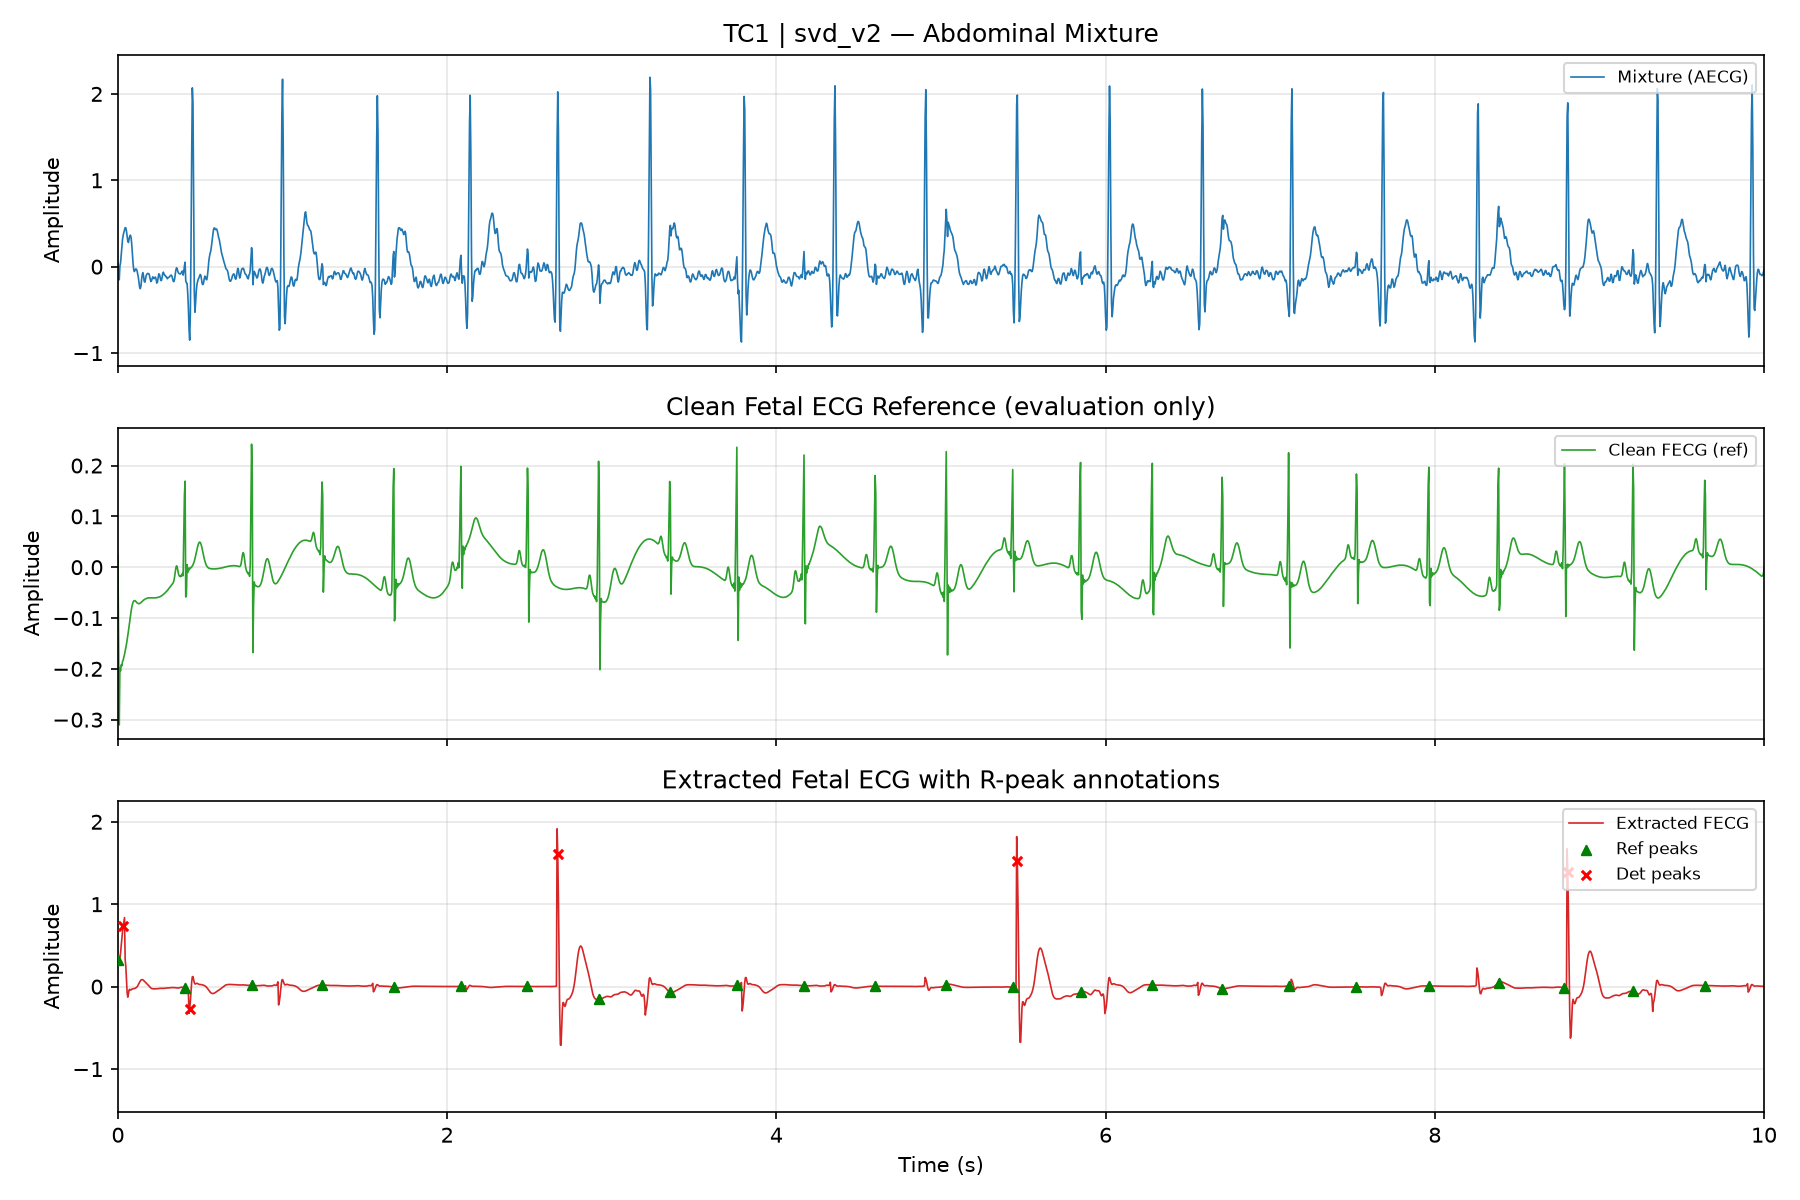 TC1 | svd_v2 — Abdominal Mixture
Amplitude
2
1
0
−1
Mixture (AECG)
Clean Fetal ECG Reference (evaluation only)
Amplitude
0.2
0.1
0.0
−0.1
−0.2
−0.3
Clean FECG (ref)
Extracted Fetal ECG with R-peak annotations
Amplitude
2
1
0
−1
Extracted FECG
Ref peaks
Det peaks
0 2 4 6 8 10
Time (s)